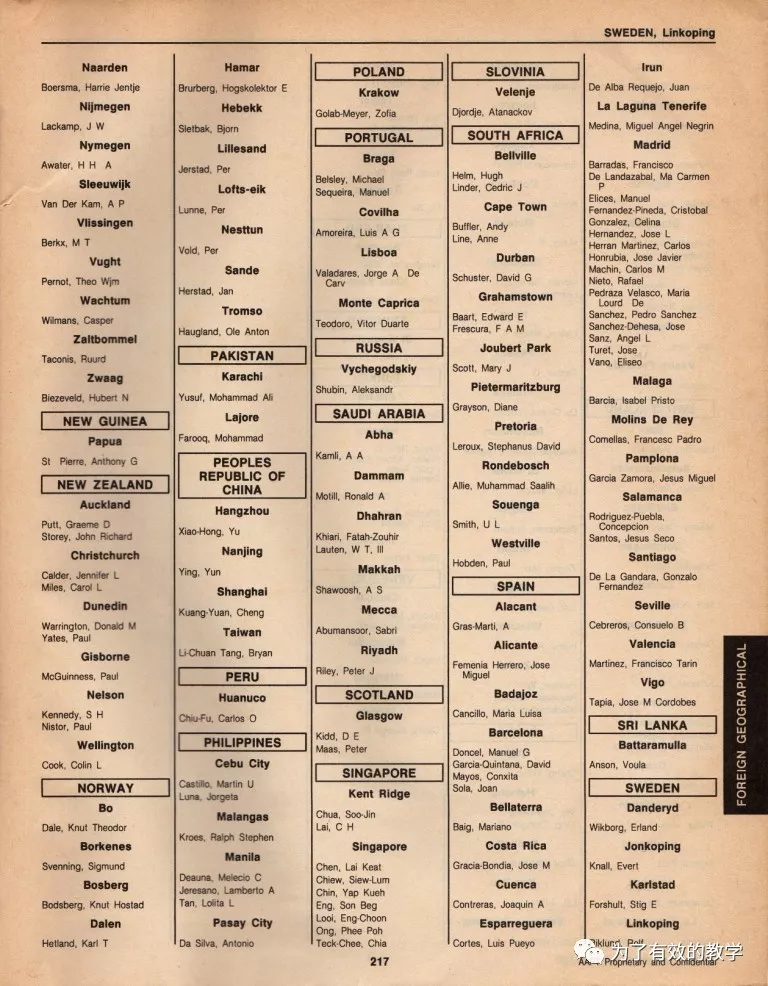 SWEDEN, Linkoping
Naarden
Boersma, Harrie Jentje
Nijmegen
Lackamp, J W
Nymegen
Awater, H H A
Sleeuwijk
Van Der Kam, A P
Vlissingen
Berkx, M T
Vught
Pernot, Theo Wjm
Wachtum
Wilmans, Casper
Zaltbommel
Taconis, Ruurd
Zwaag
Biezeveld, Hubert N
NEW GUINEA
Papua
St Pierre, Anthony G
NEW ZEALAND
Auckland
Putt, Graeme D
Storey, John Richard
Christchurch
Calder, Jennifer L
Miles, Carol L
Dunedin
Warrington, Donald M
Yates, Paul
Gisborne
McGuinness, Paul
Nelson
Kennedy, S H
Nistor, Paul
Wellington
Cook, Colin L
NORWAY
Bo
Dale, Knut Theodor
Borkenes
Svenning, Sigmund
Bosberg
Bodsberg, Knut Hostad
Dalen
Hetland, Karl T
Hamar
Brurberg, Hogskolektor E
Hebekk
Sletbak, Bjorn
Lillesand
Jerstad, Per
Lofts-eik
Lunne, Per
Nesttun
Vold, Per
Sande
Herstad, Jan
Tromso
Haugland, Ole Anton
PAKISTAN
Karachi
Yusuf, Mohammad Ali
Lajore
Farooq, Mohammad
PEOPLES
REPUBLIC OF
CHINA
Hangzhou
Xiao-Hong, Yu
Nanjing
Ying, Yun
Shanghai
Kuang-Yuan, Cheng
Taiwan
Li-Chuan Tang, Bryan
PERU
Huanuco
Chiu-Fu, Carlos O
PHILIPPINES
Cebu City
Castillo, Martin U
Luna, Jorgeta
Malangas
Kroes, Ralph Stephen
Manila
Deauna, Melecio C
Jeresano, Lamberto A
Tan, Lolita L
Pasay City
Da Silva, Antonio
POLAND
Krakow
Golab-Meyer, Zofia
PORTUGAL
Braga
Belsley, Michael
Sequeira, Manuel
Covilha
Amoreira, Luis A G
Lisboa
Valadares, Jorge A De
Carv
Monte Caprica
Teodoro, Vitor Duarte
RUSSIA
Vychegodskiy
Shubin, Aleksandr
SAUDI ARABIA
Abha
Kamli, A A
Dammam
Motill, Ronald A
Dhahran
Khiari, Fatah-Zouhir
Lauten, W T, III
Makkah
Shawoosh, A S
Mecca
Abumansoor, Sabri
Riyadh
Riley, Peter J
SCOTLAND
Glasgow
Kidd, D E
Maas, Peter
SINGAPORE
Kent Ridge
Chua, Soo-Jin
Lai, C H
Singapore
Chen, Lai Keat
Chiew, Siew-Lum
Chin, Yap Kueh
Eng, Son Beg
Looi, Eng-Choon
Ong, Phee Poh
Teck-Chee, Chia
SLOVINIA
Velenje
Djordje, Atanackov
SOUTH AFRICA
Bellville
Helm, Hugh
Linder, Cedric J
Cape Town
Buffler, Andy
Line, Anne
Durban
Schuster, David G
Grahamstown
Baart, Edward E
Frescura, F A M
Joubert Park
Scott, Mary J
Pietermaritzburg
Grayson, Diane
Pretoria
Leroux, Stephanus David
Rondebosch
Allie, Muhammad Saalih
Souenga
Smith, U L
Westville
Hobden, Paul
SPAIN
Alacant
Gras-Marti, A
Alicante
Femenia Herrero, Jose
Miguel
Badajoz
Cancillo, Maria Luisa
Barcelona
Doncel, Manuel G
Garcia-Quintana, David
Mayos, Conxita
Sola, Joan
Bellaterra
Baig, Mariano
Costa Rica
Gracia-Bondia, Jose M
Cuenca
Contreras, Joaquin A
Esparreguera
Cortes, Luis Pueyo
Irun
De Alba Requejo, Juan
La Laguna Tenerife
Medina, Miguel Angel Negrin
Madrid
Barradas, Francisco
De Landazabal, Ma Carmen
P
Elices, Manuel
Fernandez-Pineda, Cristobal
Gonzalez, Celina
Hernandez, Jose L
Herran Martinez, Carlos
Honrubia, Jose Javier
Machin, Carlos M
Nieto, Rafael
Pedraza Velasco, Maria
Lourd De
Sanchez, Pedro Sanchez
Sanchez-Dehesa, Jose
Sanz, Angel L
Turet, Jose
Vano, Eliseo
Malaga
Barcia, Isabel Pristo
Molins De Rey
Comellas, Francesc Padro
Pamplona
Garcia Zamora, Jesus Miguel
Salamanca
Rodriguez-Puebla,
Concepcion
Santos, Jesus Seco
Santiago
De La Gandara, Gonzalo
Fernandez
Seville
Cebreros, Consuelo B
Valencia
Martinez, Francisco Tarin
Vigo
Tapia, Jose M Cordobes
SRI LANKA
Battaramulla
Anson, Voula
SWEDEN
Danderyd
Wikborg, Erland
Jonkoping
Knall, Evert
Karlstad
Forshult, Stig E
Linkoping
FOREIGN GEOGRAPHICAL
217
Proprietary and Confidential
为了有效的教学